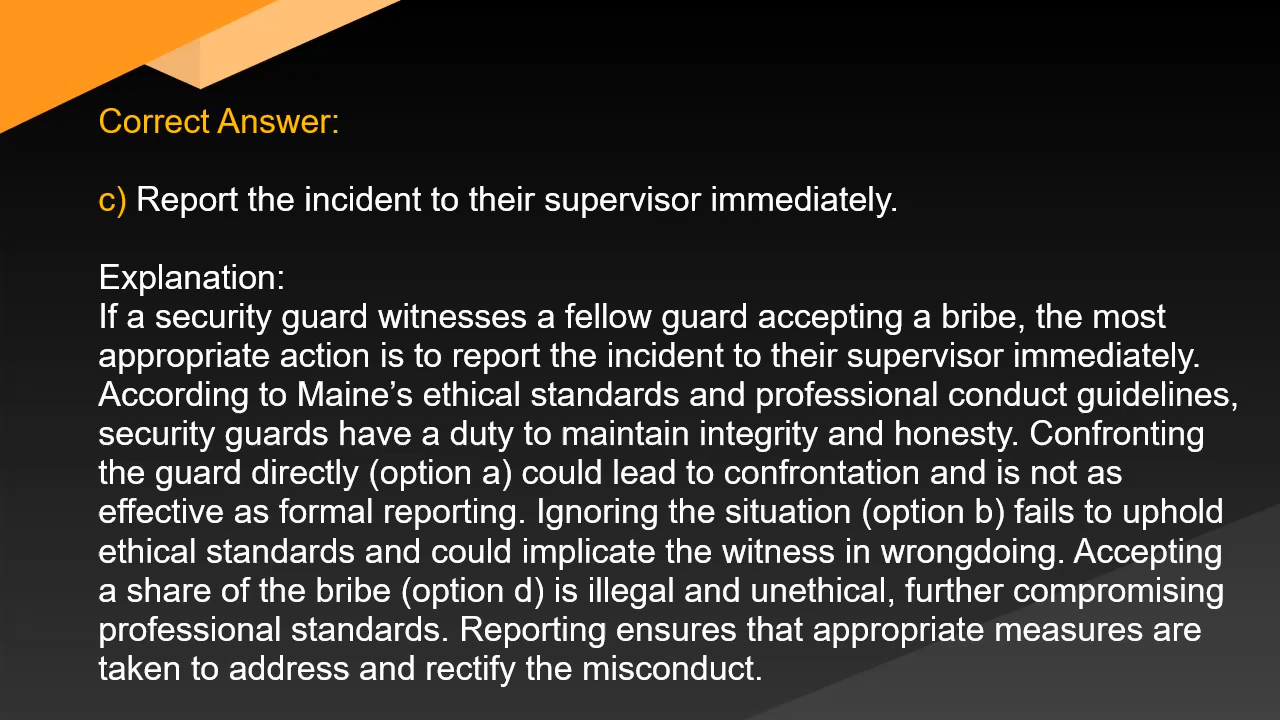 Correct Answer:
c) Report the incident to their supervisor immediately.
Explanation:
If a security guard witnesses a fellow guard accepting a bribe, the most
appropriate action is to report the incident to their supervisor immediately.
According to Maine’s ethical standards and professional conduct guidelines,
security guards have a duty to maintain integrity and honesty. Confronting
the guard directly (option a) could lead to confrontation and is not as
effective as formal reporting. Ignoring the situation (option b) fails to uphold
ethical standards and could implicate the witness in wrongdoing. Accepting
a share of the bribe (option d) is illegal and unethical, further compromising
professional standards. Reporting ensures that appropriate measures are
taken to address and rectify the misconduct.